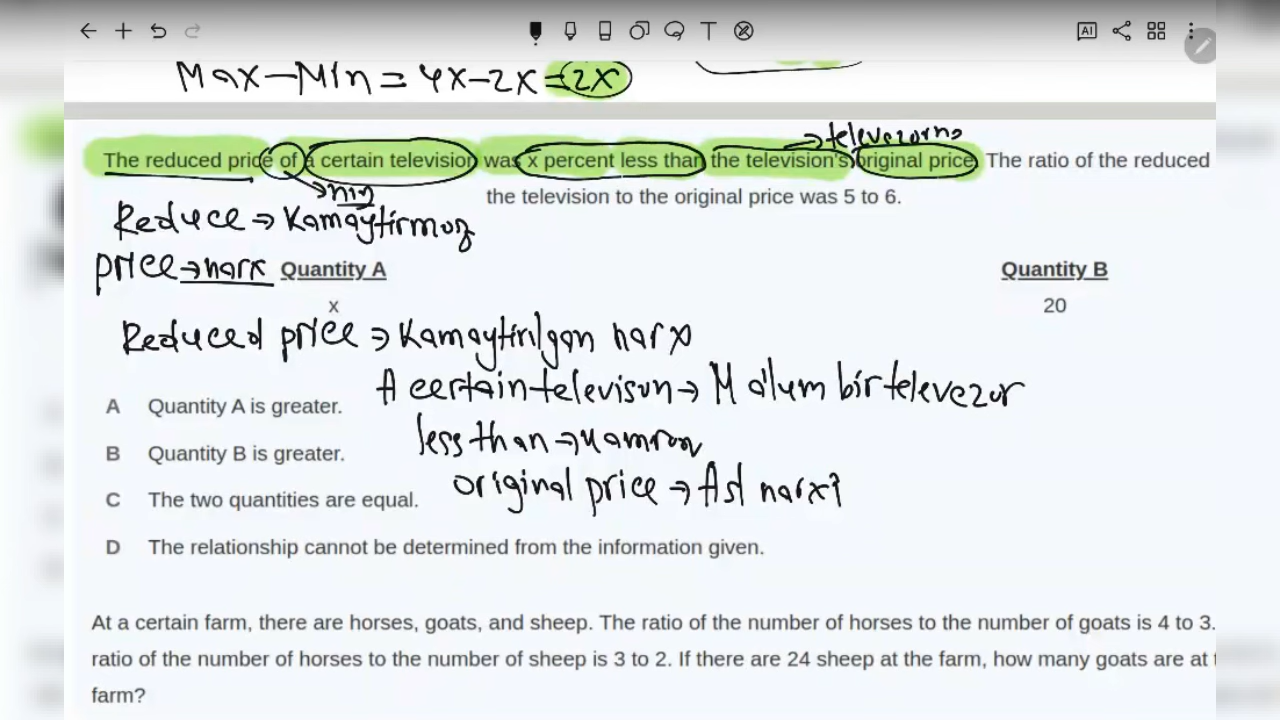 Max-Min = 4x-2x=2x
→televezorng
The reduced price of a certain television was x percent less than the television's original price. The ratio of the reduced
→nin
the television to the original price was 5 to 6.
Reduce → Kamaytirmoq
price→narx Quantity A Quantity B
x 20
Reduced price → Kamaytirilgan narx
A certain televison → Ma'lum bir televezor
A Quantity A is greater.
less than →
B Quantity B is greater.
original price → Asl narxi
C The two quantities are equal.
D The relationship cannot be determined from the information given.
At a certain farm, there are horses, goats, and sheep. The ratio of the number of horses to the number of goats is 4 to 3.
ratio of the number of horses to the number of sheep is 3 to 2. If there are 24 sheep at the farm, how many goats are at
farm?